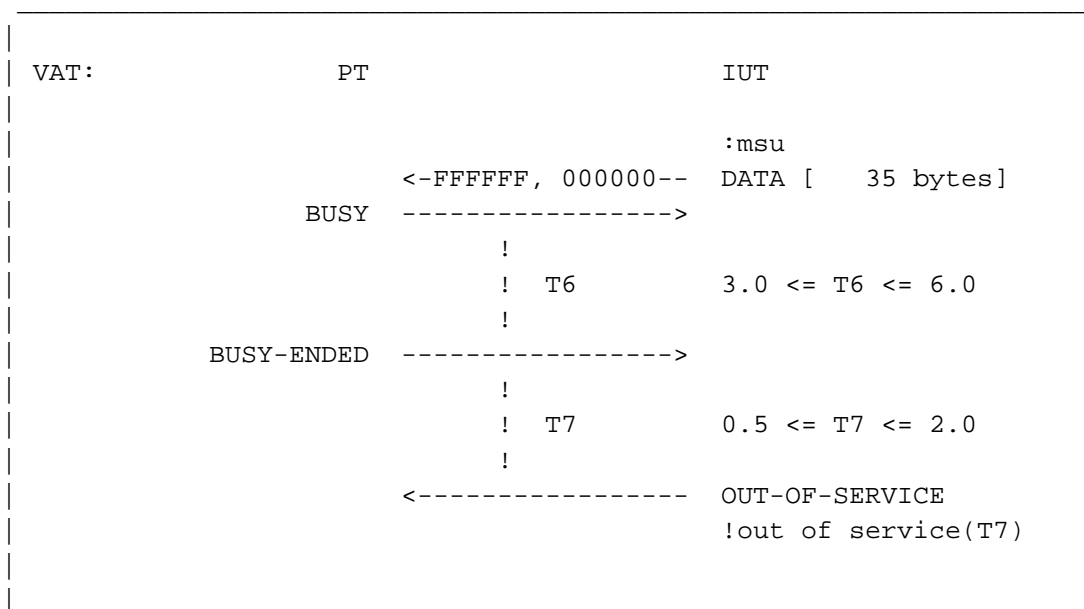 VAT: PT IUT
:msu
<-FFFFFF, 000000-- DATA [ 35 bytes]
BUSY ----------------->
!
! T6 3.0 <= T6 <= 6.0
!
BUSY-ENDED ----------------->
!
! T7 0.5 <= T7 <= 2.0
!
<----------------- OUT-OF-SERVICE
!out of service(T7)